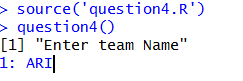 > source('question4.R')
> question4()
[1] "Enter team Name"
1: ARI